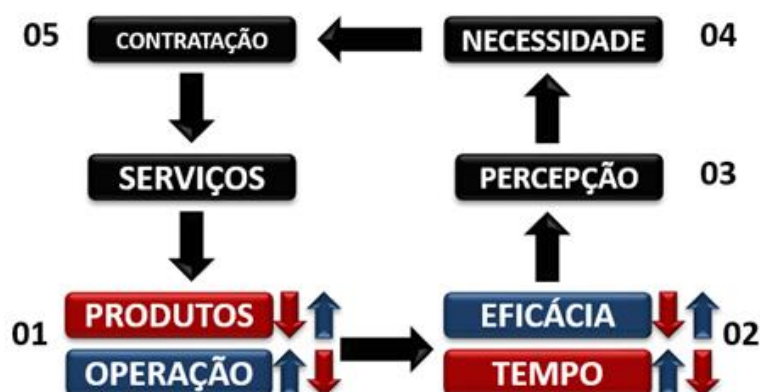 05 CONTRATAÇÃO NECESSIDADE 04
SERVIÇOS PERCEPÇÃO 03
01 PRODUTOS EFICÁCIA 02
OPERAÇÃO TEMPO